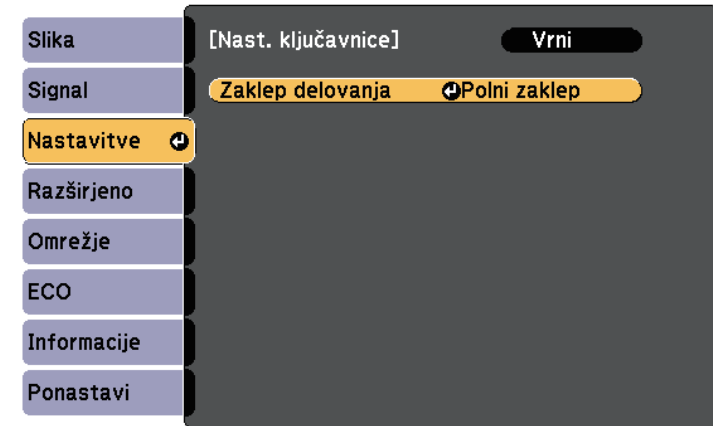 Slika
Signal
Nastavitve
Razširjeno
Omrežje
ECO
Informacije
Ponastavi
[Nast. ključavnice] Vrni
Zaklep delovanja Polni zaklep